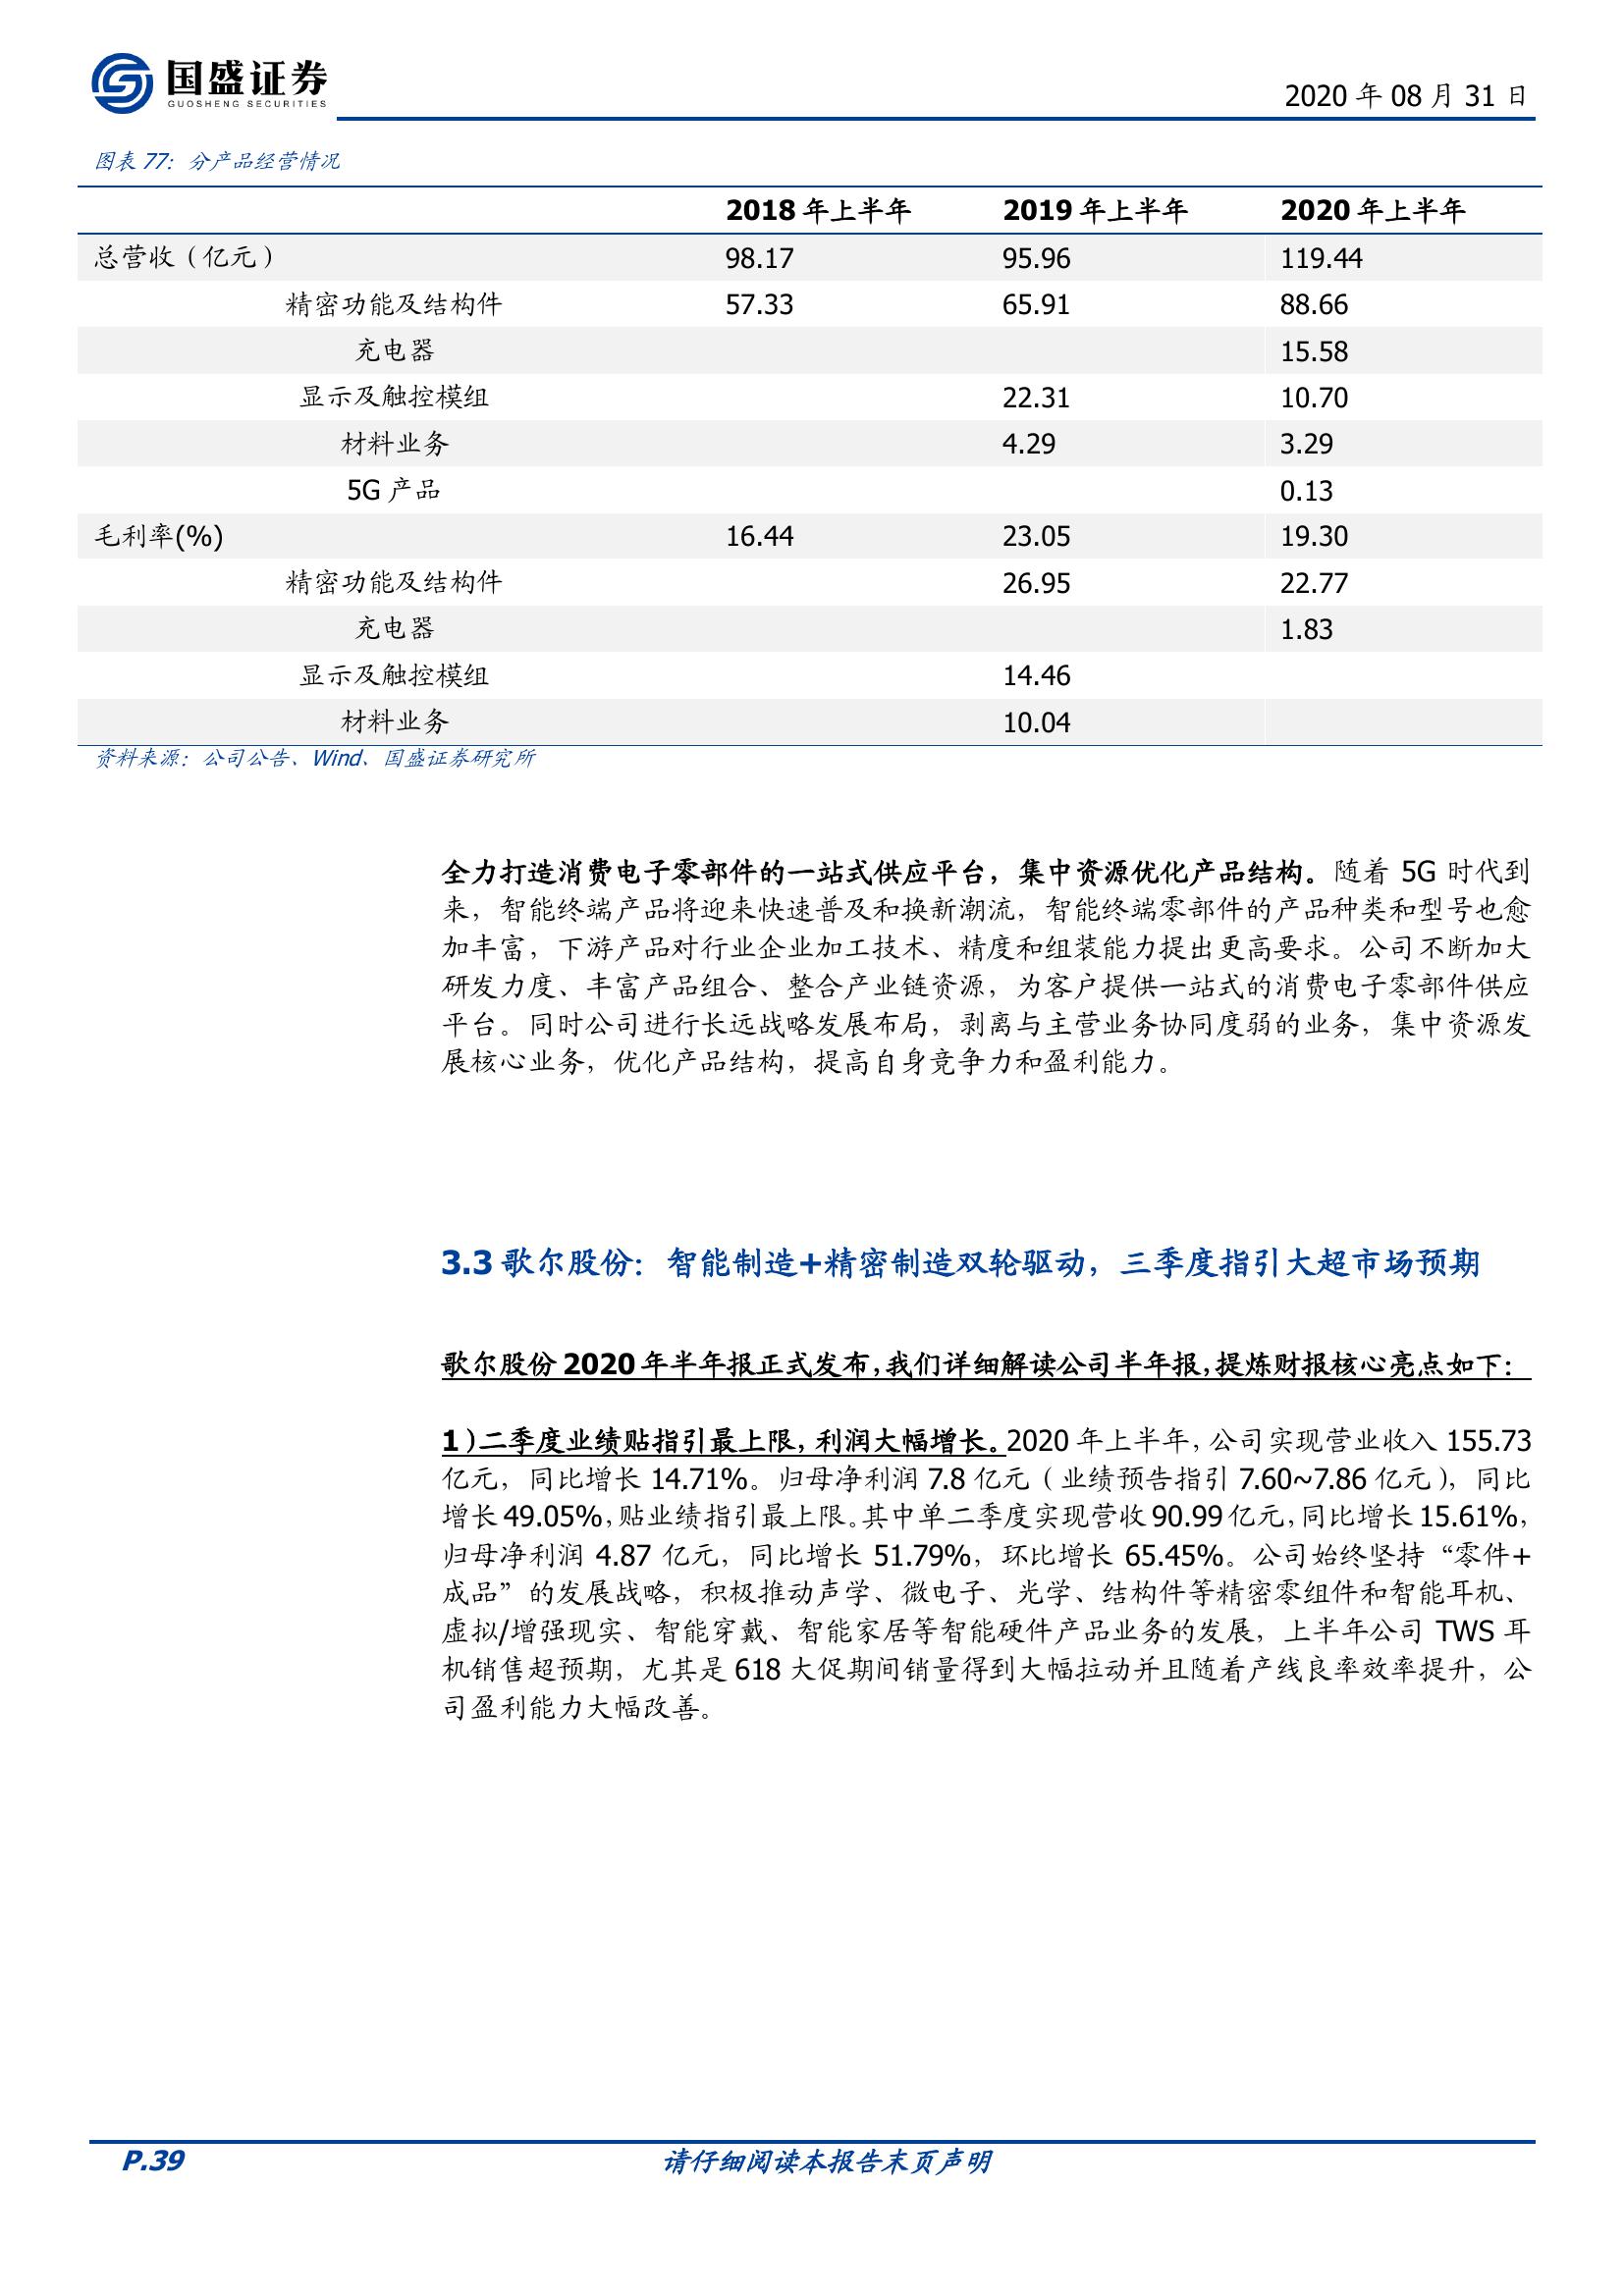 国盛证券
GUOSHENG SECURITIES
2020 年 08 月 31 日
图表 77：分产品经营情况
2018 年上半年 2019 年上半年 2020 年上半年
总营收（亿元） 98.17 95.96 119.44
精密功能及结构件 57.33 65.91 88.66
充电器 15.58
显示及触控模组 22.31 10.70
材料业务 4.29 3.29
5G 产品 0.13
毛利率(%) 16.44 23.05 19.30
精密功能及结构件 26.95 22.77
充电器 1.83
显示及触控模组 14.46
材料业务 10.04
资料来源：公司公告、Wind、国盛证券研究所
全力打造消费电子零部件的一站式供应平台，集中资源优化产品结构。随着 5G 时代到
来，智能终端产品将迎来快速普及和换新潮流，智能终端零部件的产品种类和型号也愈
加丰富，下游产品对行业企业加工技术、精度和组装能力提出更高要求。公司不断加大
研发力度、丰富产品组合、整合产业链资源，为客户提供一站式的消费电子零部件供应
平台。同时公司进行长远战略发展布局，剥离与主营业务协同度弱的业务，集中资源发
展核心业务，优化产品结构，提高自身竞争力和盈利能力。
3.3 歌尔股份：智能制造+精密制造双轮驱动，三季度指引大超市场预期
歌尔股份 2020 年半年报正式发布，我们详细解读公司半年报，提炼财报核心亮点如下：
1）二季度业绩贴指引最上限，利润大幅增长。2020 年上半年，公司实现营业收入 155.73
亿元，同比增长 14.71%。归母净利润 7.8 亿元（业绩预告指引 7.60~7.86 亿元），同比
增长 49.05%，贴业绩指引最上限。其中单二季度实现营收 90.99 亿元，同比增长 15.61%，
归母净利润 4.87 亿元，同比增长 51.79%，环比增长 65.45%。公司始终坚持“零件+
成品”的发展战略，积极推动声学、微电子、光学、结构件等精密零组件和智能耳机、
虚拟/增强现实、智能穿戴、智能家居等智能硬件产品业务的发展，上半年公司 TWS 耳
机销售超预期，尤其是 618 大促期间销量得到大幅拉动并且随着产线良率效率提升，公
司盈利能力大幅改善。
P.39 请仔细阅读本报告末页声明